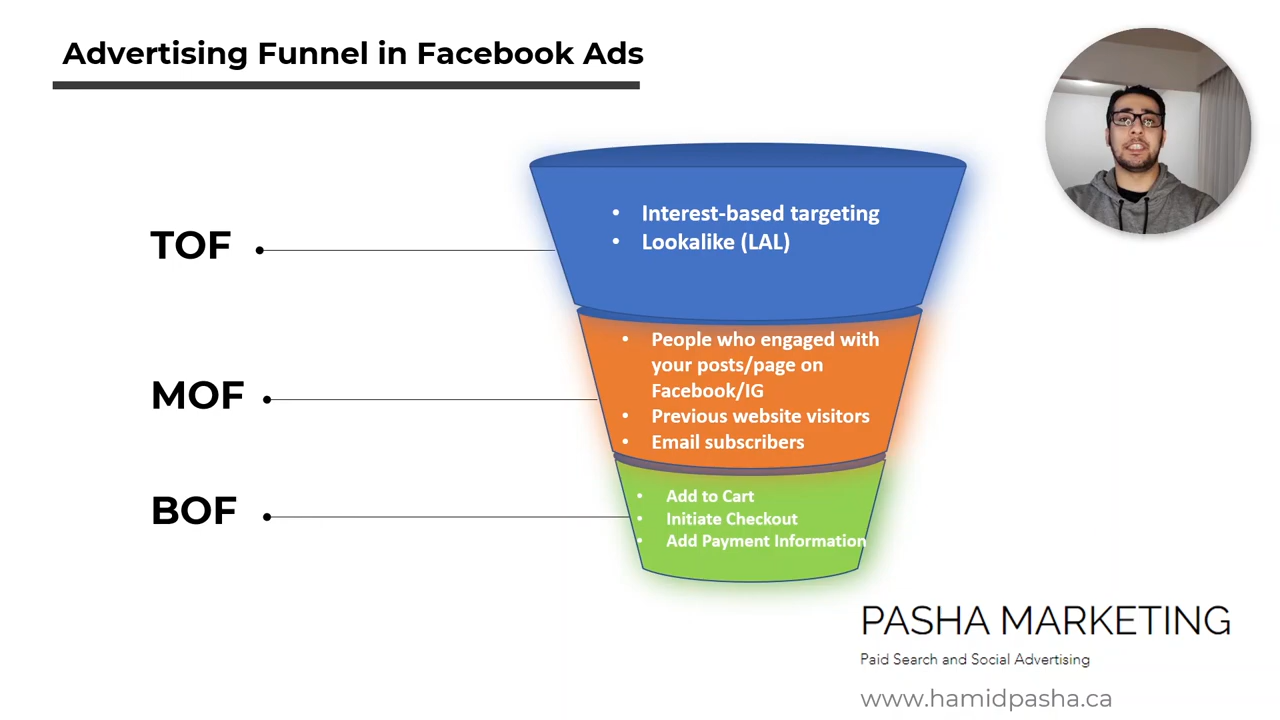 Advertising Funnel in Facebook Ads
TOF
• Interest-based targeting
• Lookalike (LAL)
MOF
• People who engaged with
your posts/page on
Facebook/IG
• Previous website visitors
• Email subscribers
BOF
• Add to Cart
• Initiate Checkout
• Add Payment Information
PASHA MARKETING
Paid Search and Social Advertising
www.hamidpasha.ca